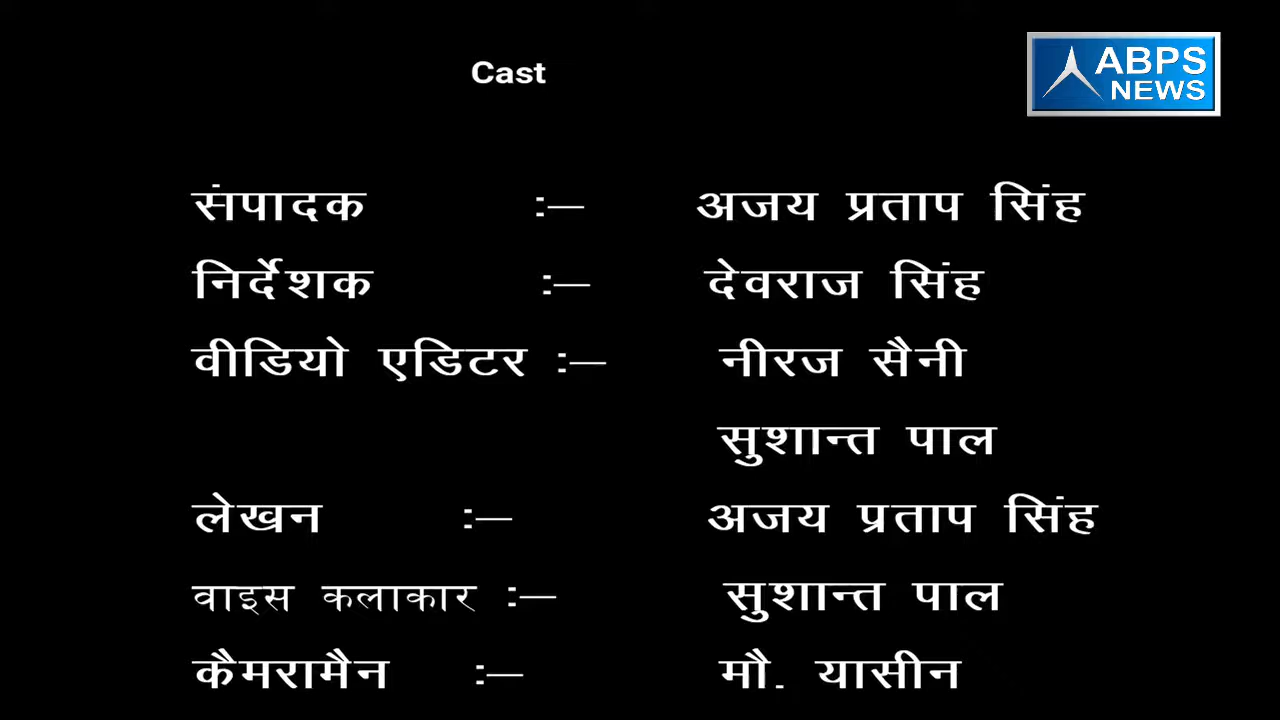 Cast
ABPS
NEWS
संपादक :— अजय प्रताप सिंह
निर्देशक :— देवराज सिंह
वीडियो एडिटर :— नीरज सैनी
सुशान्त पाल
लेखन :— अजय प्रताप सिंह
वाइस कलाकार :— सुशान्त पाल
कैमरामैन :— मौ. यासीन